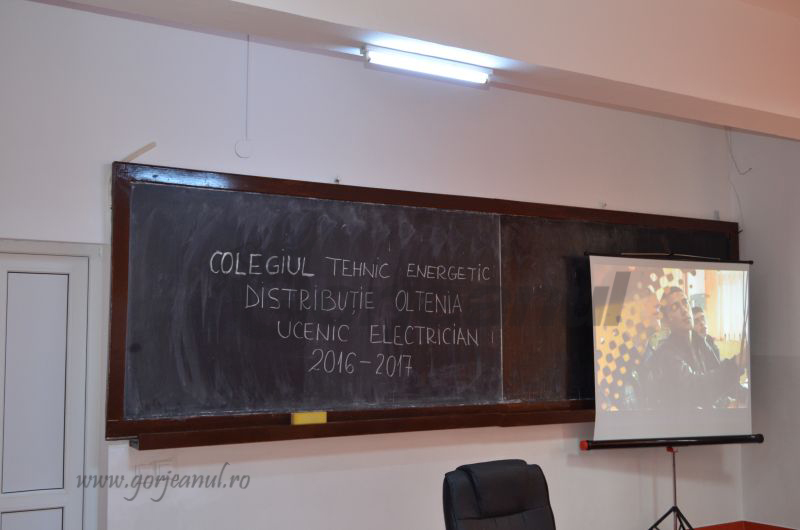 COLEGIUL TEHNIC ENERGETIC
DISTRIBUȚIE OLTENIA
UCENIC ELECTRICIAN
2016-2017
www.gorjeanul.ro